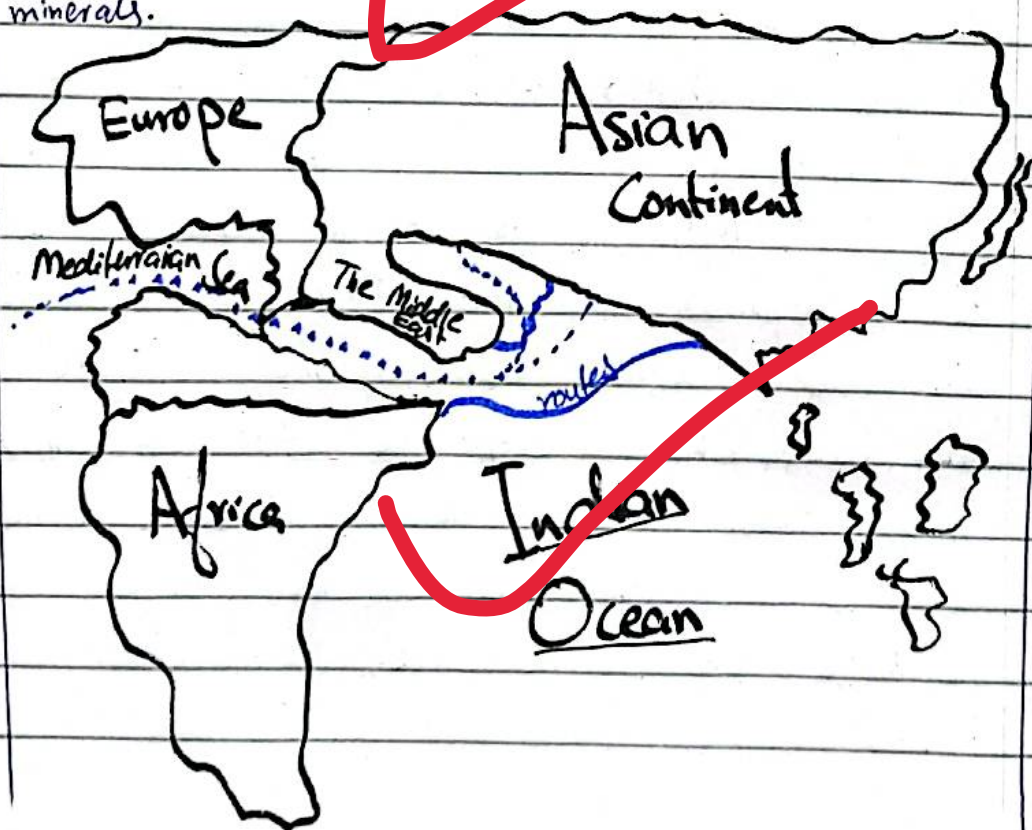 minerals.
Europe
Asian
Continent
Mediterraian Sea
The Middle
East
routes
Africa
Indian
Ocean